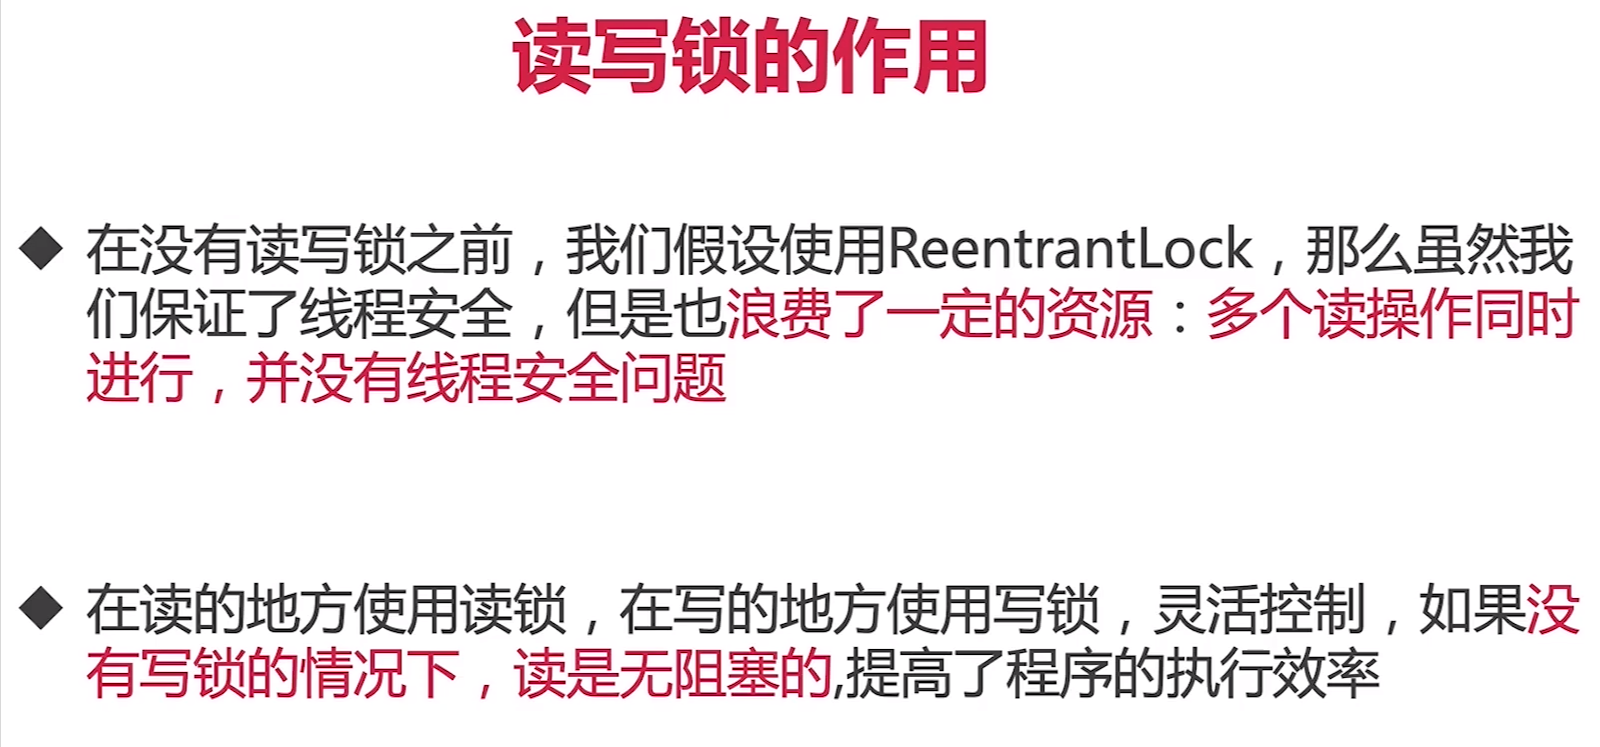 读写锁的作用
◆ 在没有读写锁之前，我们假设使用ReentrantLock，那么虽然我
们保证了线程安全，但是也浪费了一定的资源：多个读操作同时
进行，并没有线程安全问题
◆ 在读的地方使用读锁，在写的地方使用写锁，灵活控制，如果没
有写锁的情况下，读是无阻塞的,提高了程序的执行效率